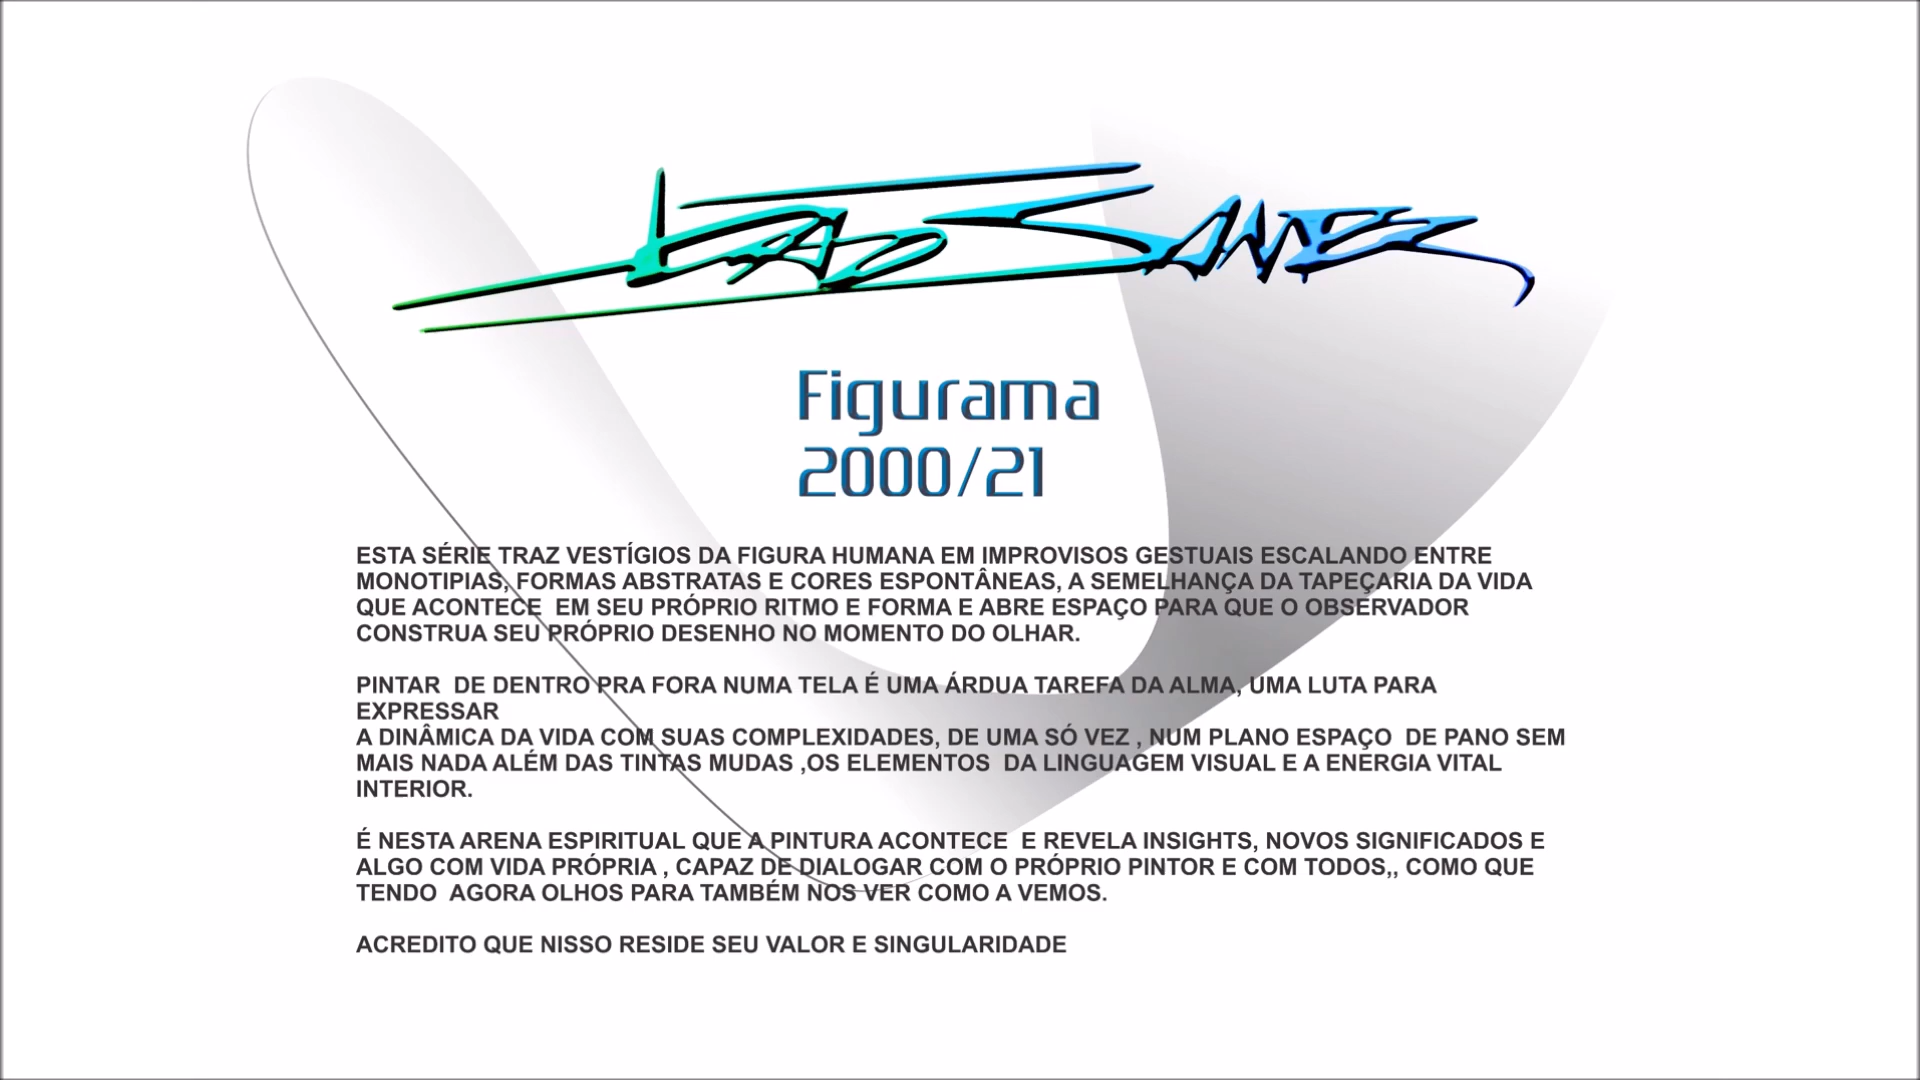 Figurama
2000/21
ESTA SÉRIE TRAZ VESTÍGIOS DA FIGURA HUMANA EM IMPROVISOS GESTUAIS ESCALANDO ENTRE
MONOTIPIAS, FORMAS ABSTRATAS E CORES ESPONTÂNEAS, A SEMELHANÇA DA TAPEÇARIA DA VIDA
QUE ACONTECE  EM SEU PRÓPRIO RITMO E FORMA E ABRE ESPAÇO PARA QUE O OBSERVADOR
CONSTRUA SEU PRÓPRIO DESENHO NO MOMENTO DO OLHAR.
PINTAR  DE DENTRO PRA FORA NUMA TELA É UMA ÁRDUA TAREFA DA ALMA, UMA LUTA PARA
EXPRESSAR
A DINÂMICA DA VIDA COM SUAS COMPLEXIDADES, DE UMA SÓ VEZ , NUM PLANO ESPAÇO  DE PANO SEM
MAIS NADA ALÉM DAS TINTAS MUDAS ,OS ELEMENTOS  DA LINGUAGEM VISUAL E A ENERGIA VITAL
INTERIOR.
É NESTA ARENA ESPIRITUAL QUE A PINTURA ACONTECE  E REVELA INSIGHTS, NOVOS SIGNIFICADOS E
ALGO COM VIDA PRÓPRIA , CAPAZ DE DIALOGAR COM O PRÓPRIO PINTOR E COM TODOS,, COMO QUE
TENDO  AGORA OLHOS PARA TAMBÉM NOS VER COMO A VEMOS.
ACREDITO QUE NISSO RESIDE SEU VALOR E SINGULARIDADE